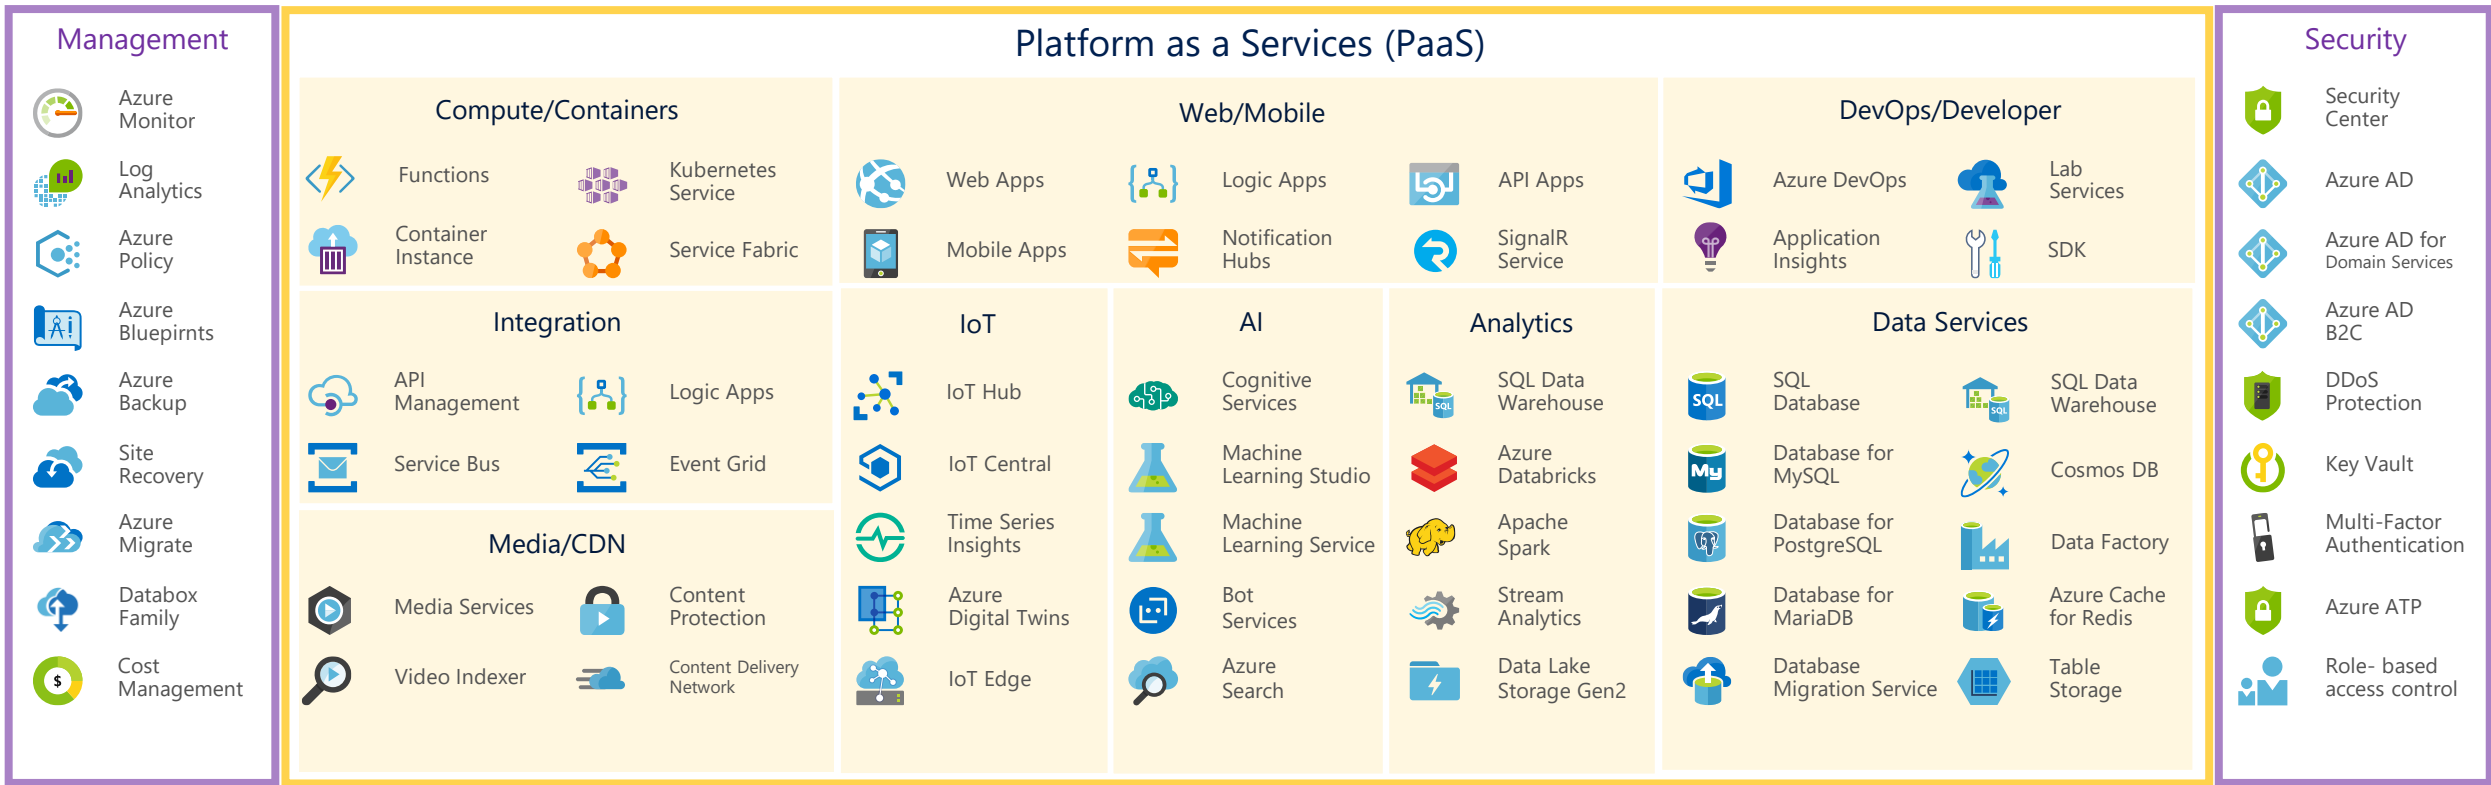 Management
Azure
Monitor
Log
Analytics
Azure
Policy
Azure
Bluepirnts
Azure
Backup
Site
Recovery
Azure
Migrate
Databox
Family
$
Cost
Management
Platform as a Services (PaaS)
Compute/Containers
Functions
Kubernetes
Service
Container
Instance
Service Fabric
Web/Mobile
Web Apps
Logic Apps
API Apps
Mobile Apps
Notification
Hubs
SignalR
Service
DevOps/Developer
Azure DevOps
Lab
Services
Application
Insights
SDK
Integration
API
Management
Logic Apps
Service Bus
Event Grid
Media/CDN
Media Services
Content
Protection
Video Indexer
Content Delivery
Network
IoT
IoT Hub
IoT Central
Time Series
Insights
Azure
Digital Twins
IoT Edge
AI
Cognitive
Services
Machine
Learning Studio
Machine
Learning Service
Bot
Services
Azure
Search
Analytics
SQL
SQL Data
Warehouse
Azure
Databricks
Apache
Spark
Stream
Analytics
Data Lake
Storage Gen2
Data Services
SQL
SQL
Database
SQL
SQL Data
Warehouse
My
Database for
MySQL
Cosmos DB
Database for
PostgreSQL
Data Factory
Database for
MariaDB
Azure Cache
for Redis
Database
Migration Service
Table
Storage
Security
Security
Center
Azure AD
Azure AD for
Domain Services
Azure AD
B2C
DDoS
Protection
Key Vault
Multi-Factor
Authentication
Azure ATP
Role- based
access control